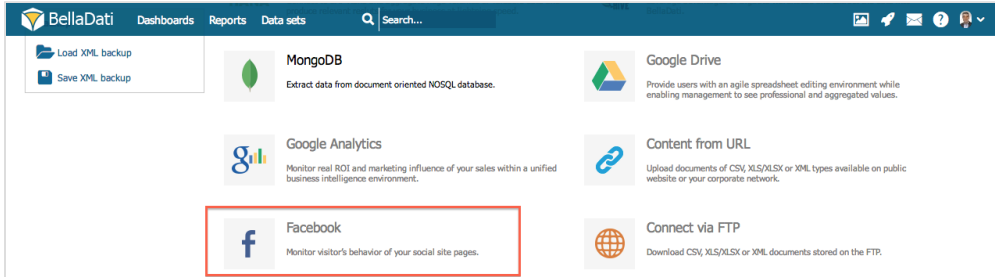 BellaDati Dashboards Reports Data sets Search...
Load XML backup
Save XML backup
MongoDB
Extract data from document oriented NOSQL database.
Google Drive
Provide users with an agile spreadsheet editing environment while
enabling management to see professional and aggregated values.
Google Analytics
Monitor real ROI and marketing influence of your sales within a unified
business intelligence environment.
Content from URL
Upload documents of CSV, XLS/XLSX or XML types available on public
website or your corporate network.
Facebook
Monitor visitor's behavior of your social site pages.
Connect via FTP
Download CSV, XLS/XLSX or XML documents stored on the FTP.